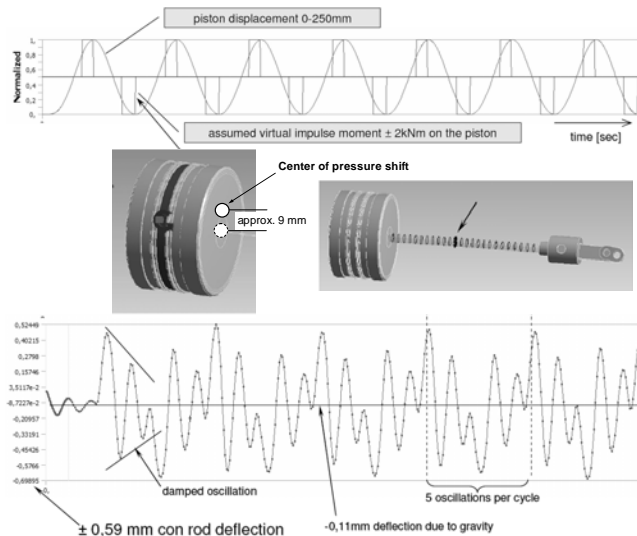 piston displacement 0-250mm
Normalized
1,
0,8
0,6
0,4
0,2
0,
assumed virtual impulse moment ± 2kNm on the piston
time [sec]
Center of pressure shift
approx. 9 mm
0,52449
0,40215
0,2798
0,15746
3,5117e-2
-8,7227e-2
-0,20957
-0,33191
-0,45426
-0,5766
-0,69895
0.
damped oscillation
5 oscillations per cycle
± 0,59 mm con rod deflection
-0,11mm deflection due to gravity